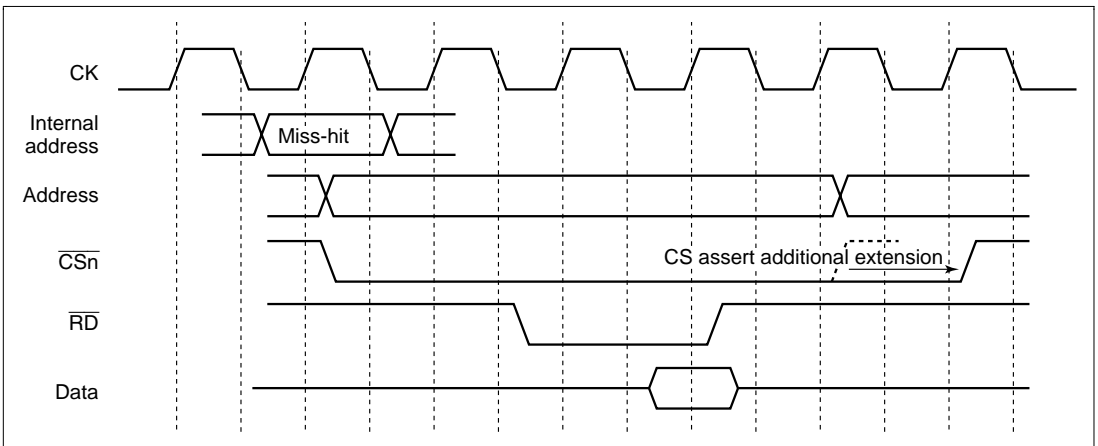 CK
Internal
address
Miss-hit
Address
CSn
CS assert additional extension
RD
Data